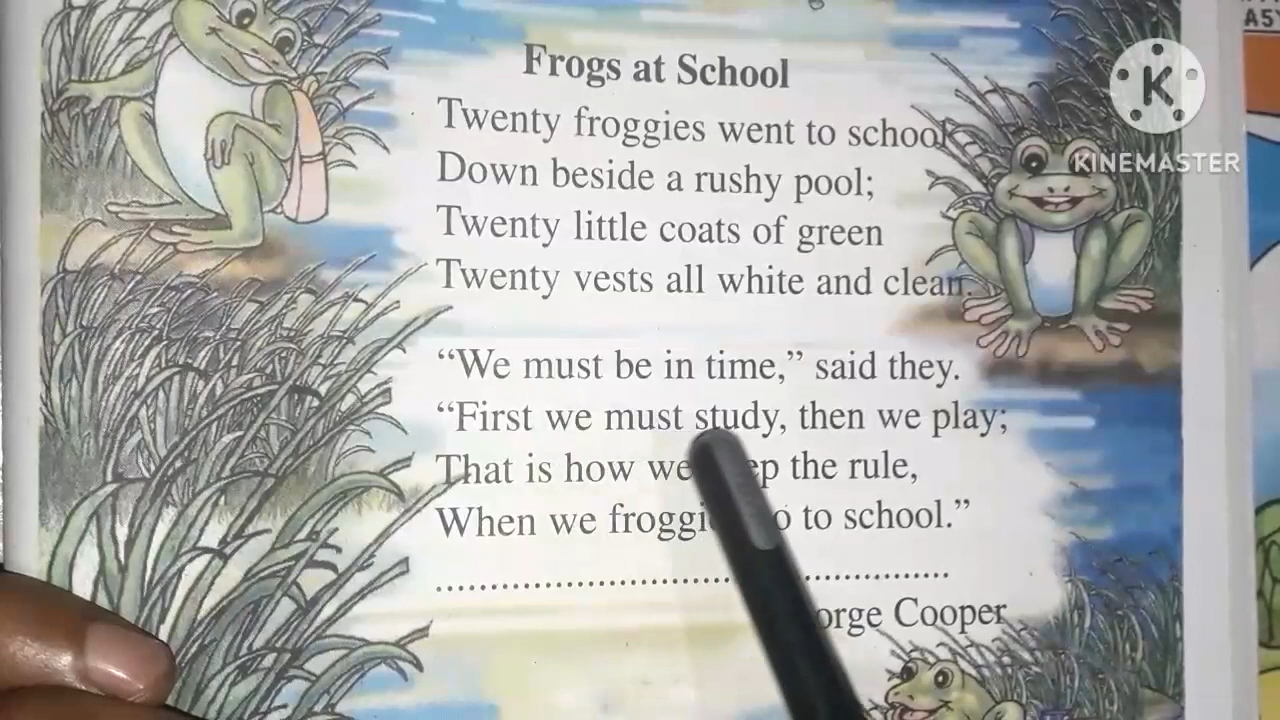 Frogs at School
Twenty froggies went to school
Down beside a rushy pool;
Twenty little coats of green
Twenty vests all white and clean.
“We must be in time,” said they.
“First we must study, then we play;
That is how we the rule,
When we to school.”
Cooper
A5
K
KINEMASTER